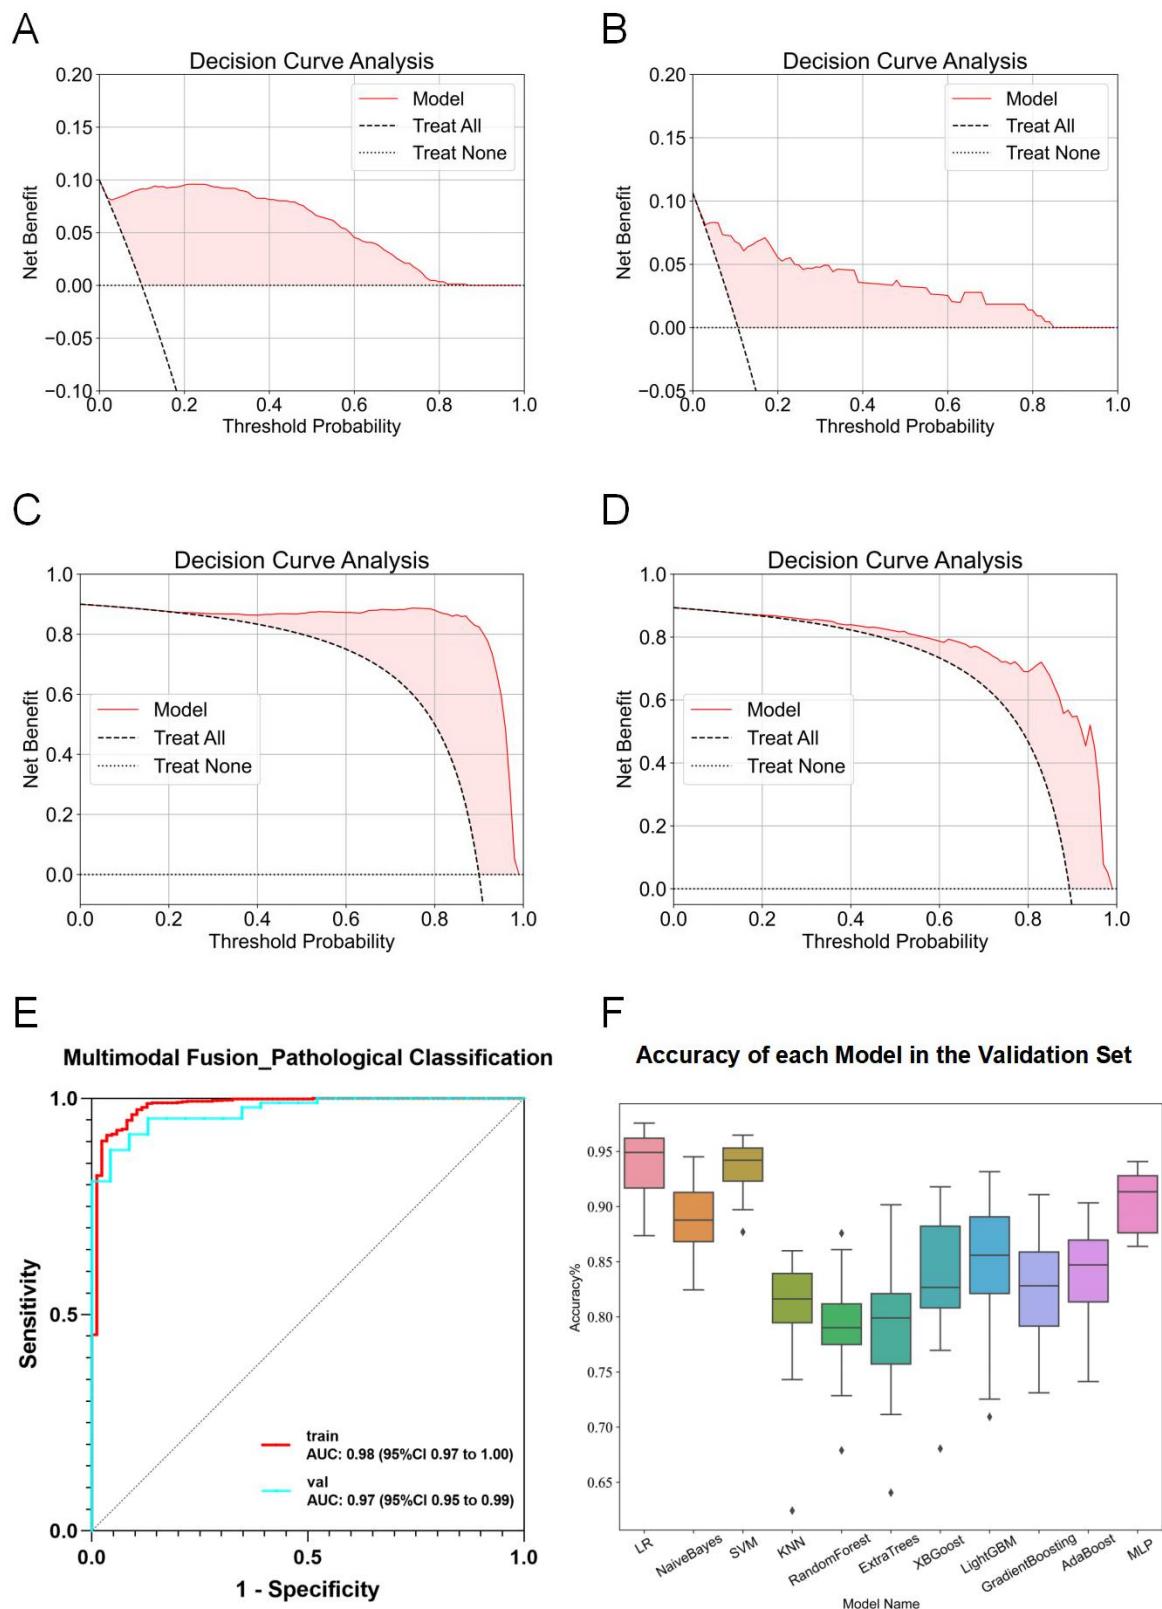 A
Decision Curve Analysis
0.20
0.15
0.10
0.05
0.00
−0.05
−0.10
Net Benefit
Model
Treat All
Treat None
0.0 0.2 0.4 0.6 0.8 1.0
Threshold Probability
B
Decision Curve Analysis
0.20
0.15
0.10
0.05
0.00
−0.05
Net Benefit
Model
Treat All
Treat None
0.0 0.2 0.4 0.6 0.8 1.0
Threshold Probability
C
Decision Curve Analysis
1.0
0.8
0.6
0.4
0.2
0.0
Net Benefit
Model
Treat All
Treat None
0.0 0.2 0.4 0.6 0.8 1.0
Threshold Probability
D
Decision Curve Analysis
1.0
0.8
0.6
0.4
0.2
0.0
Net Benefit
Model
Treat All
Treat None
0.0 0.2 0.4 0.6 0.8 1.0
Threshold Probability
E
Multimodal Fusion_Pathological Classification
1.0
0.5
0.0
Sensitivity
train
AUC: 0.98 (95%CI 0.97 to 1.00)
val
AUC: 0.97 (95%CI 0.95 to 0.99)
0.0 0.5 1.0
1 - Specificity
F
Accuracy of each Model in the Validation Set
0.95
0.90
0.85
0.80
0.75
0.70
0.65
Accuracy%
LR NaiveBayes SVM KNN RandomForest ExtraTrees XBGoost LightGBM GradientBoosting AdaBoost MLP
Model Name